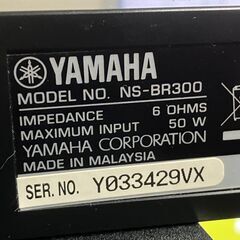 YAMAHA
MODEL NO. NS-BR300
IMPEDANCE 6 OHMS
MAXIMUM INPUT 50 W
YAMAHA CORPORATION
MADE IN MALAYSIA
SER. NO. Y033429VX